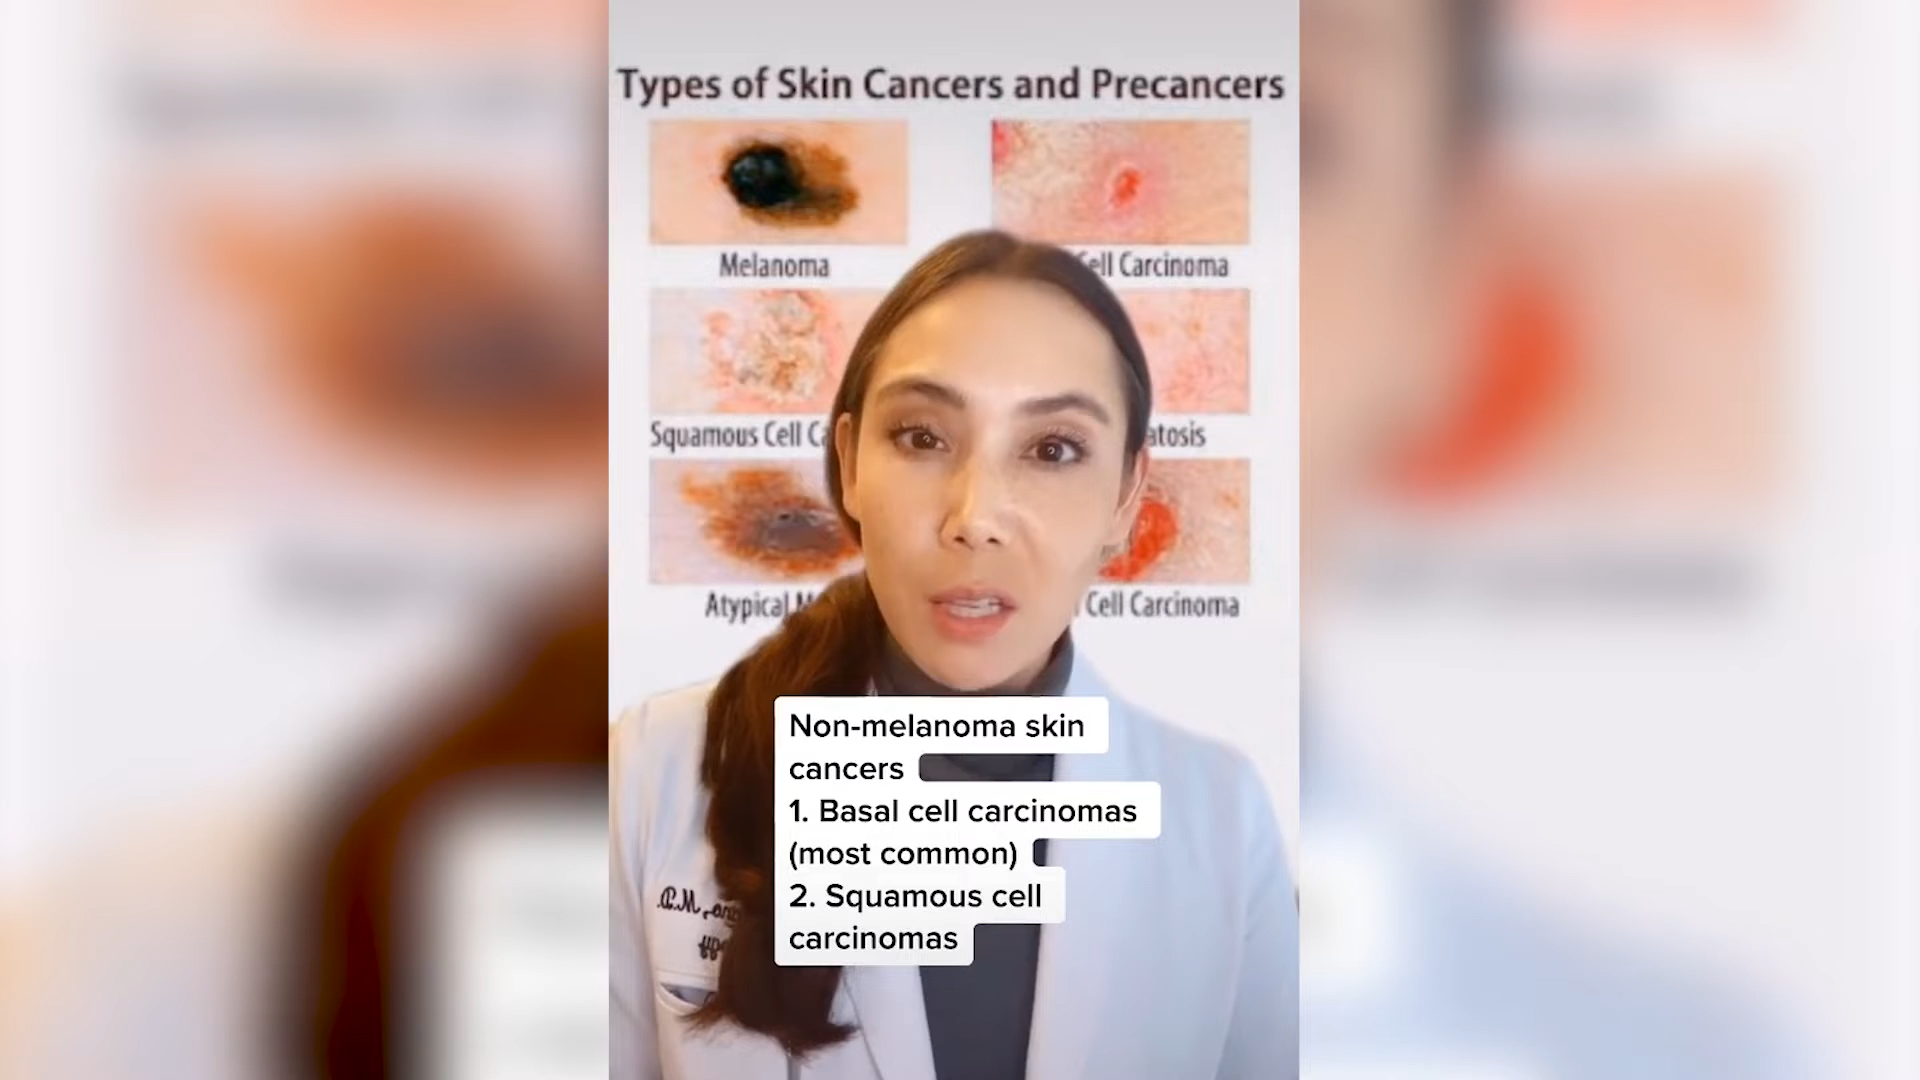 Types of Skin Cancers and Precancers
Melanoma
Cell Carcinoma
Squamous Cell
atosis
Atypical
Cell Carcinoma
Non-melanoma skin
cancers
1. Basal cell carcinomas
(most common)
2. Squamous cell
carcinomas
M.D.